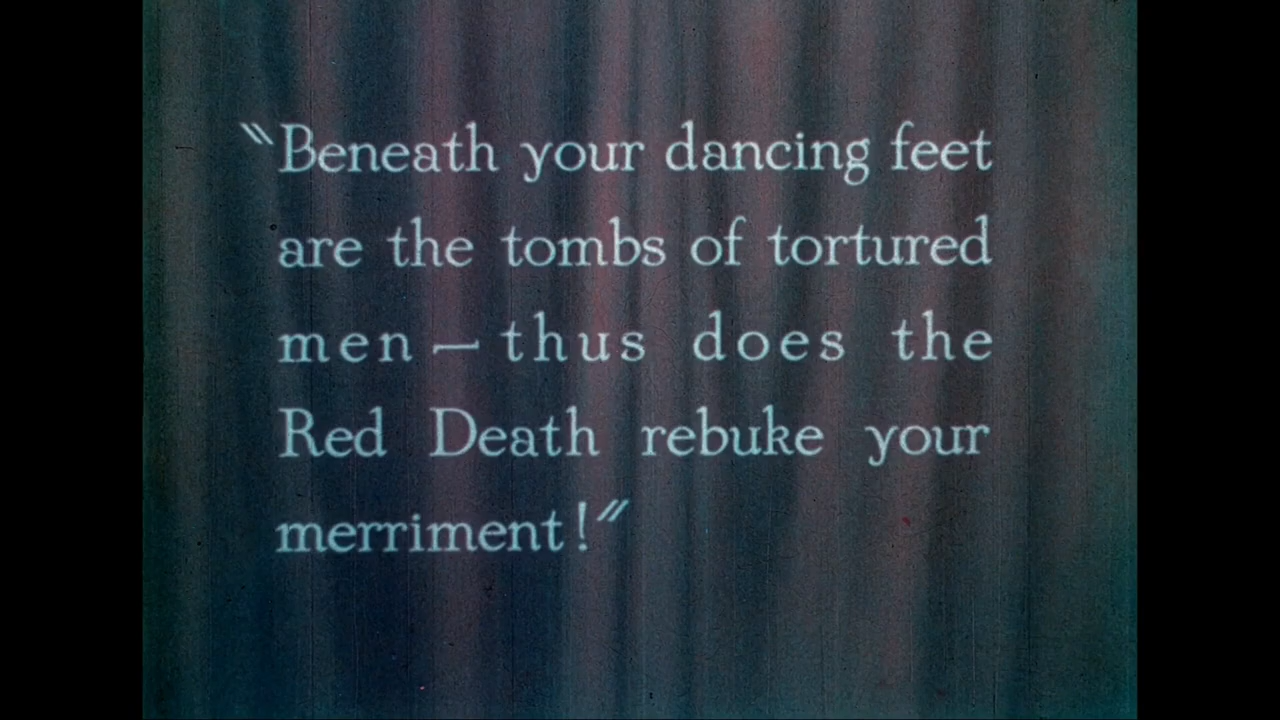 "Beneath your dancing feet
are the tombs of tortured
men — thus does the
Red Death rebuke your
merriment!"